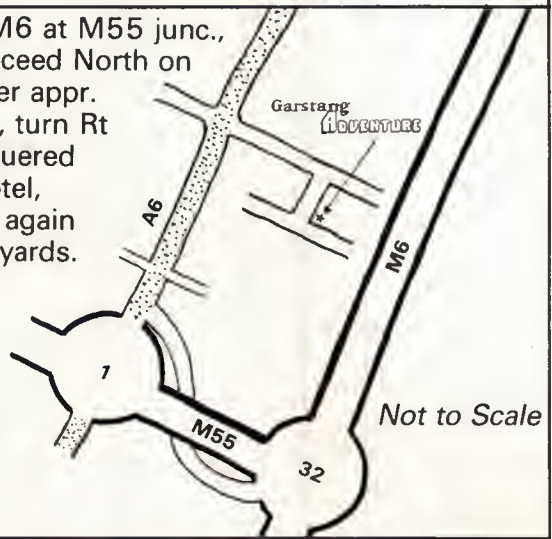 M6 at M55 junc.,
ceed North on
er appr.
, turn Rt
uered
otel,
again
yards.
Garstang
ADVENTURE
A6
M6
1
M55
32
Not to Scale